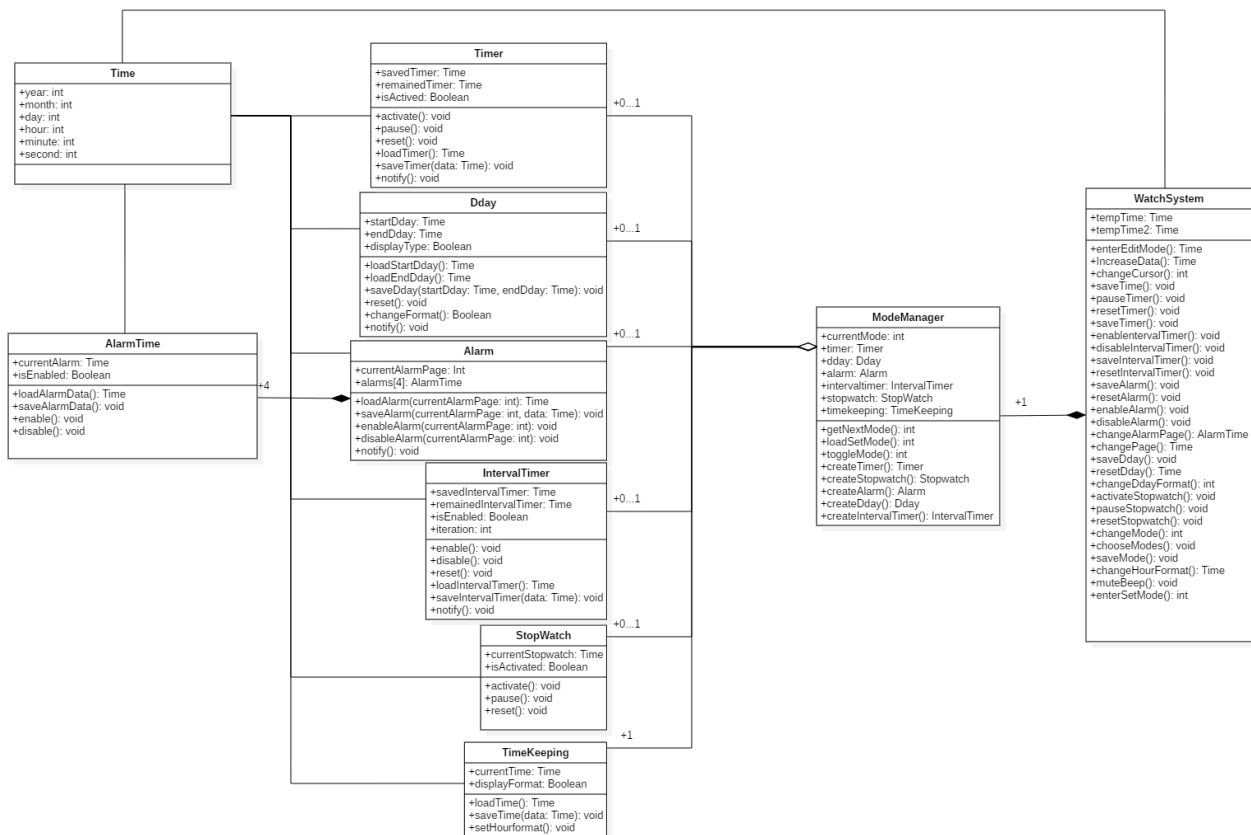 Time
+year: int
+month: int
+day: int
+hour: int
+minute: int
+second: int
Timer
+savedTimer: Time
+remainedTimer: Time
+isActived: Boolean
+activate(): void
+pause(): void
+reset(): void
+loadTimer(): Time
+saveTimer(data: Time): void
+notify(): void
+0...1
Dday
+startDday: Time
+endDday: Time
+displayType: Boolean
+loadStartDday(): Time
+loadEndDday(): Time
+saveDday(startDday: Time, endDday: Time): void
+reset(): void
+changeFormat(): Boolean
+notify(): void
+0...1
+0...1
AlarmTime
+currentAlarm: Time
+isEnabled: Boolean
+loadAlarmData(): Time
+saveAlarmData(): void
+enable(): void
+disable(): void
+4
Alarm
+currentAlarmPage: Int
+alarms[4]: AlarmTime
+loadAlarm(currentAlarmPage: int): Time
+saveAlarm(currentAlarmPage: int, data: Time): void
+enableAlarm(currentAlarmPage: int): void
+disableAlarm(currentAlarmPage: int): void
+notify(): void
IntervalTimer
+savedIntervalTimer: Time
+remainedIntervalTimer: Time
+isEnabled: Boolean
+iteration: int
+enable(): void
+disable(): void
+reset(): void
+loadIntervalTimer(): Time
+saveIntervalTimer(data: Time): void
+notify(): void
+0...1
StopWatch
+currentStopwatch: Time
+isActivated: Boolean
+activate(): void
+pause(): void
+reset(): void
+0...1
TimeKeeping
+currentTime: Time
+displayFormat: Boolean
+loadTime(): Time
+saveTime(data: Time): void
+setHourformat(): void
+1
ModeManager
+currentMode: int
+timer: Timer
+dday: Dday
+alarm: Alarm
+intervaltimer: IntervalTimer
+stopwatch: StopWatch
+timekeeping: TimeKeeping
+getNextMode(): int
+loadSetMode(): int
+toggleMode(): int
+createTimer(): Timer
+createStopwatch(): Stopwatch
+createAlarm(): Alarm
+createDday(): Dday
+createIntervalTimer(): IntervalTimer
+1
WatchSystem
+tempTime: Time
+tempTime2: Time
+enterEditMode(): Time
+IncreaseData(): Time
+changeCursor(): int
+saveTime(): void
+pauseTimer(): void
+resetTimer(): void
+saveTimer(): void
+enablentervalTimer(): void
+disableIntervalTimer(): void
+saveIntervalTimer(): void
+resetIntervalTimer(): void
+saveAlarm(): void
+resetAlarm(): void
+enableAlarm(): void
+disableAlarm(): void
+changeAlarmPage(): AlarmTime
+changePage(): Time
+saveDday(): void
+resetDday(): Time
+changeDdayFormat(): int
+activateStopwatch(): void
+pauseStopwatch(): void
+resetStopwatch(): void
+changeMode(): int
+chooseModes(): void
+saveMode(): void
+changeHourFormat(): Time
+muteBeep(): void
+enterSetMode(): int